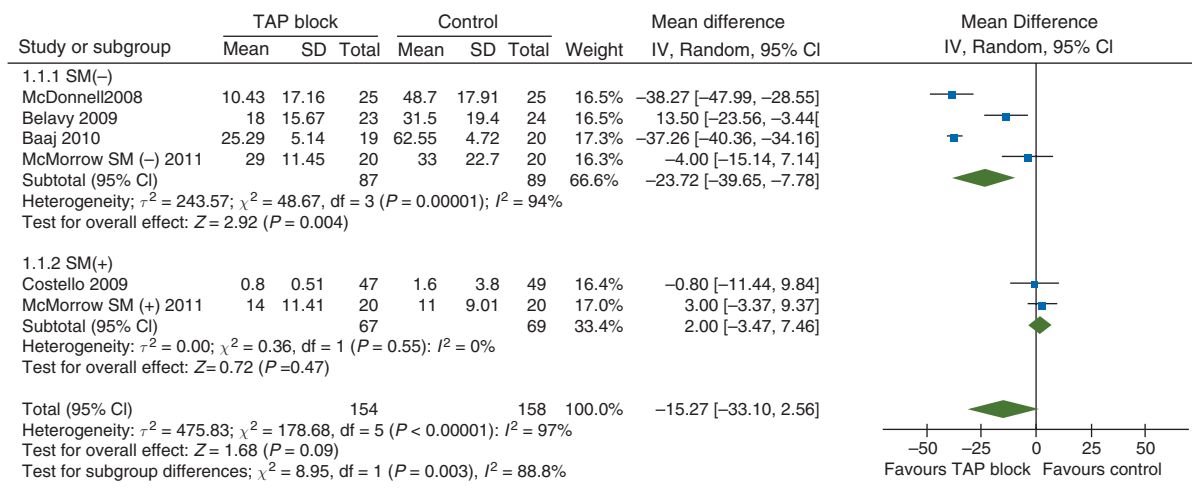 TAP block Control Mean difference Mean Difference
Study or subgroup Mean SD Total Mean SD Total Weight IV, Random, 95% CI IV, Random, 95% CI
1.1.1 SM(–)
McDonnell2008 10.43 17.16 25 48.7 17.91 25 16.5% –38.27 [–47.99, –28.55]
Belavy 2009 18 15.67 23 31.5 19.4 24 16.5% 13.50 [–23.56, –3.44[
Baaj 2010 25.29 5.14 19 62.55 4.72 20 17.3% –37.26 [–40.36, –34.16]
McMorrow SM (–) 2011 29 11.45 20 33 22.7 20 16.3% –4.00 [–15.14, 7.14]
Subtotal (95% CI) 87 89 66.6% –23.72 [–39.65, –7.78]
Heterogeneity; τ² = 243.57; χ² = 48.67, df = 3 (P = 0.00001); I² = 94%
Test for overall effect: Z = 2.92 (P = 0.004)
1.1.2 SM(+)
Costello 2009 0.8 0.51 47 1.6 3.8 49 16.4% –0.80 [–11.44, 9.84]
McMorrow SM (+) 2011 14 11.41 20 11 9.01 20 17.0% 3.00 [–3.37, 9.37]
Subtotal (95% CI) 67 69 33.4% 2.00 [–3.47, 7.46]
Heterogeneity: τ² = 0.00; χ² = 0.36, df = 1 (P = 0.55): I² = 0%
Test for overall effect: Z= 0.72 (P =0.47)
Total (95% CI) 154 158 100.0% –15.27 [–33.10, 2.56]
Heterogeneity: τ² = 475.83; χ² = 178.68, df = 5 (P < 0.00001): I² = 97%
Test for overall effect: Z = 1.68 (P = 0.09)
Test for subgroup differences; χ² = 8.95, df = 1 (P = 0.003), I² = 88.8%
–50 –25 0 25 50
Favours TAP block Favours control